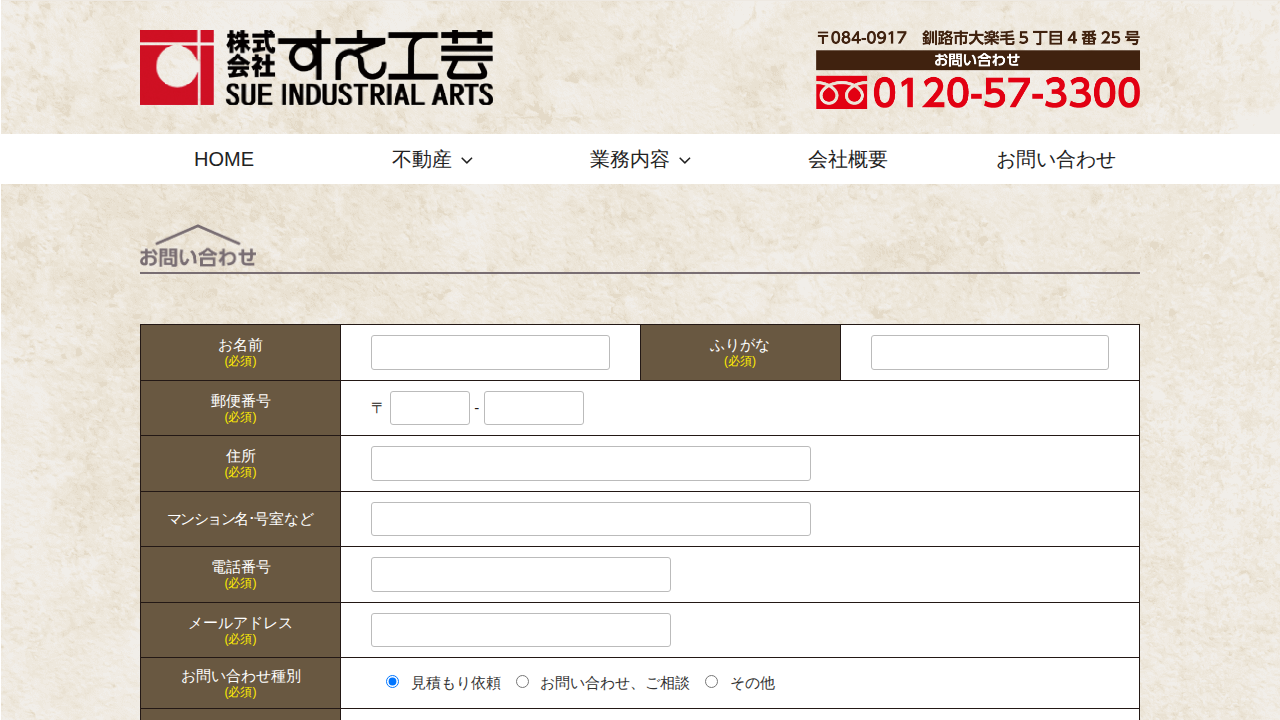 株式会社 すえ工芸
SUE INDUSTRIAL ARTS
〒084-0917　釧路市大楽毛5丁目4番25号
お問い合わせ
0120-57-3300
HOME 不動産 業務内容 会社概要 お問い合わせ
お問い合わせ
お名前
(必須)
ふりがな
(必須)
郵便番号
(必須)
〒 -
住所
(必須)
マンション名･号室など
電話番号
(必須)
メールアドレス
(必須)
お問い合わせ種別
(必須)
見積もり依頼 お問い合わせ、ご相談 その他